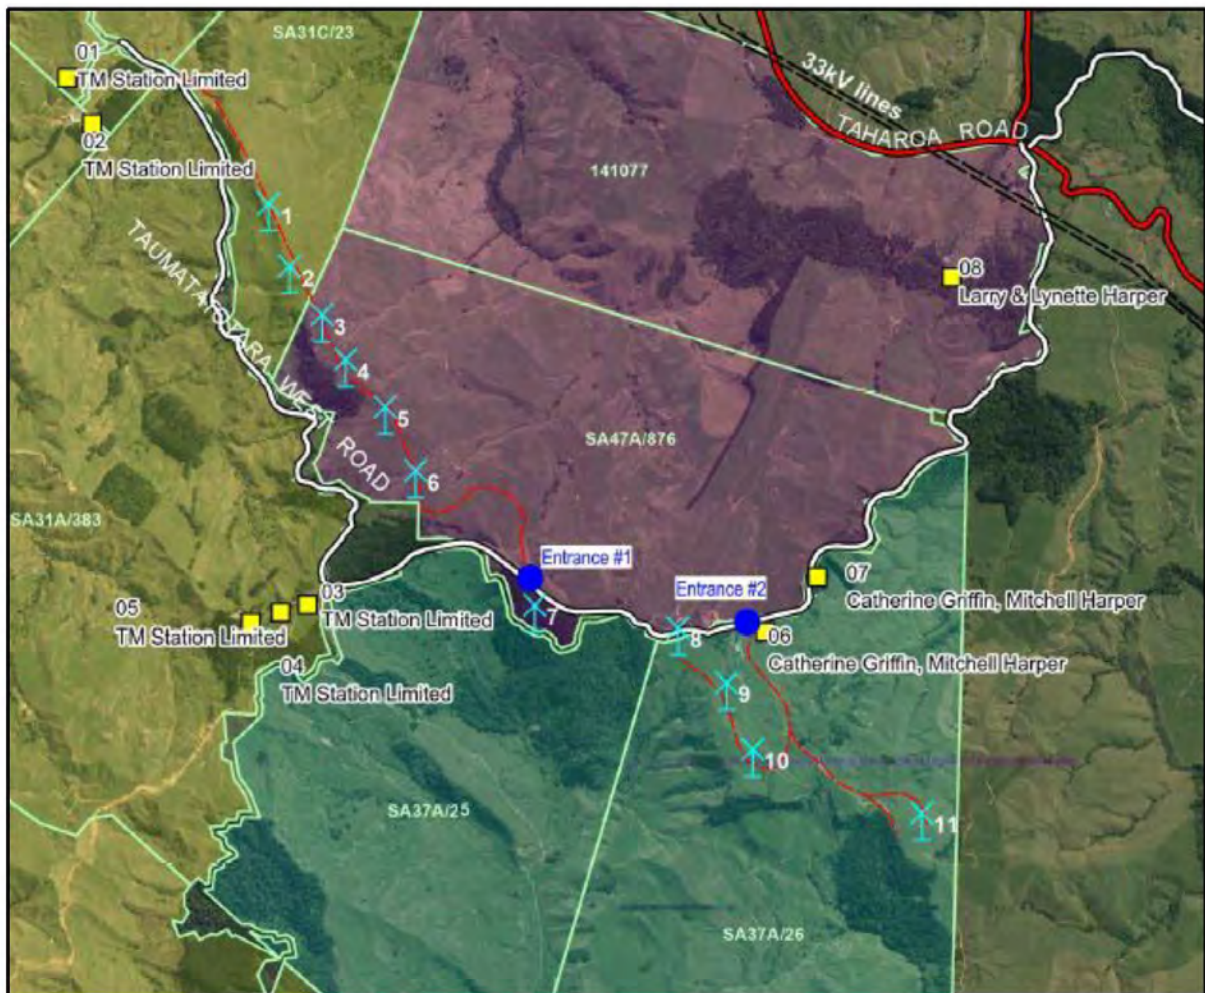 SA31C/23
01
TM Station Limited
33kV lines
TAHAROA ROAD
02
TM Station Limited
141077
1
08
Larry & Lynette Harper
2
3
4
5
SA47A/876
6
ROAD
SA31A/383
Entrance #1
07
Catherine Griffin, Mitchell Harper
Entrance #2
03
TM Station Limited
05
TM Station Limited
7
8
06
Catherine Griffin, Mitchell Harper
04
TM Station Limited
9
10
SA37A/25
11
SA37A/26